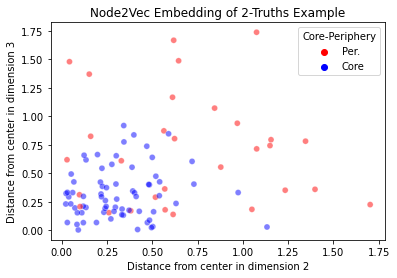 Node2Vec Embedding of 2-Truths Example
Core-Periphery
Per.
Core
Distance from center in dimension 3
1.75
1.50
1.25
1.00
0.75
0.50
0.25
0.00
0.00 0.25 0.50 0.75 1.00 1.25 1.50 1.75
Distance from center in dimension 2